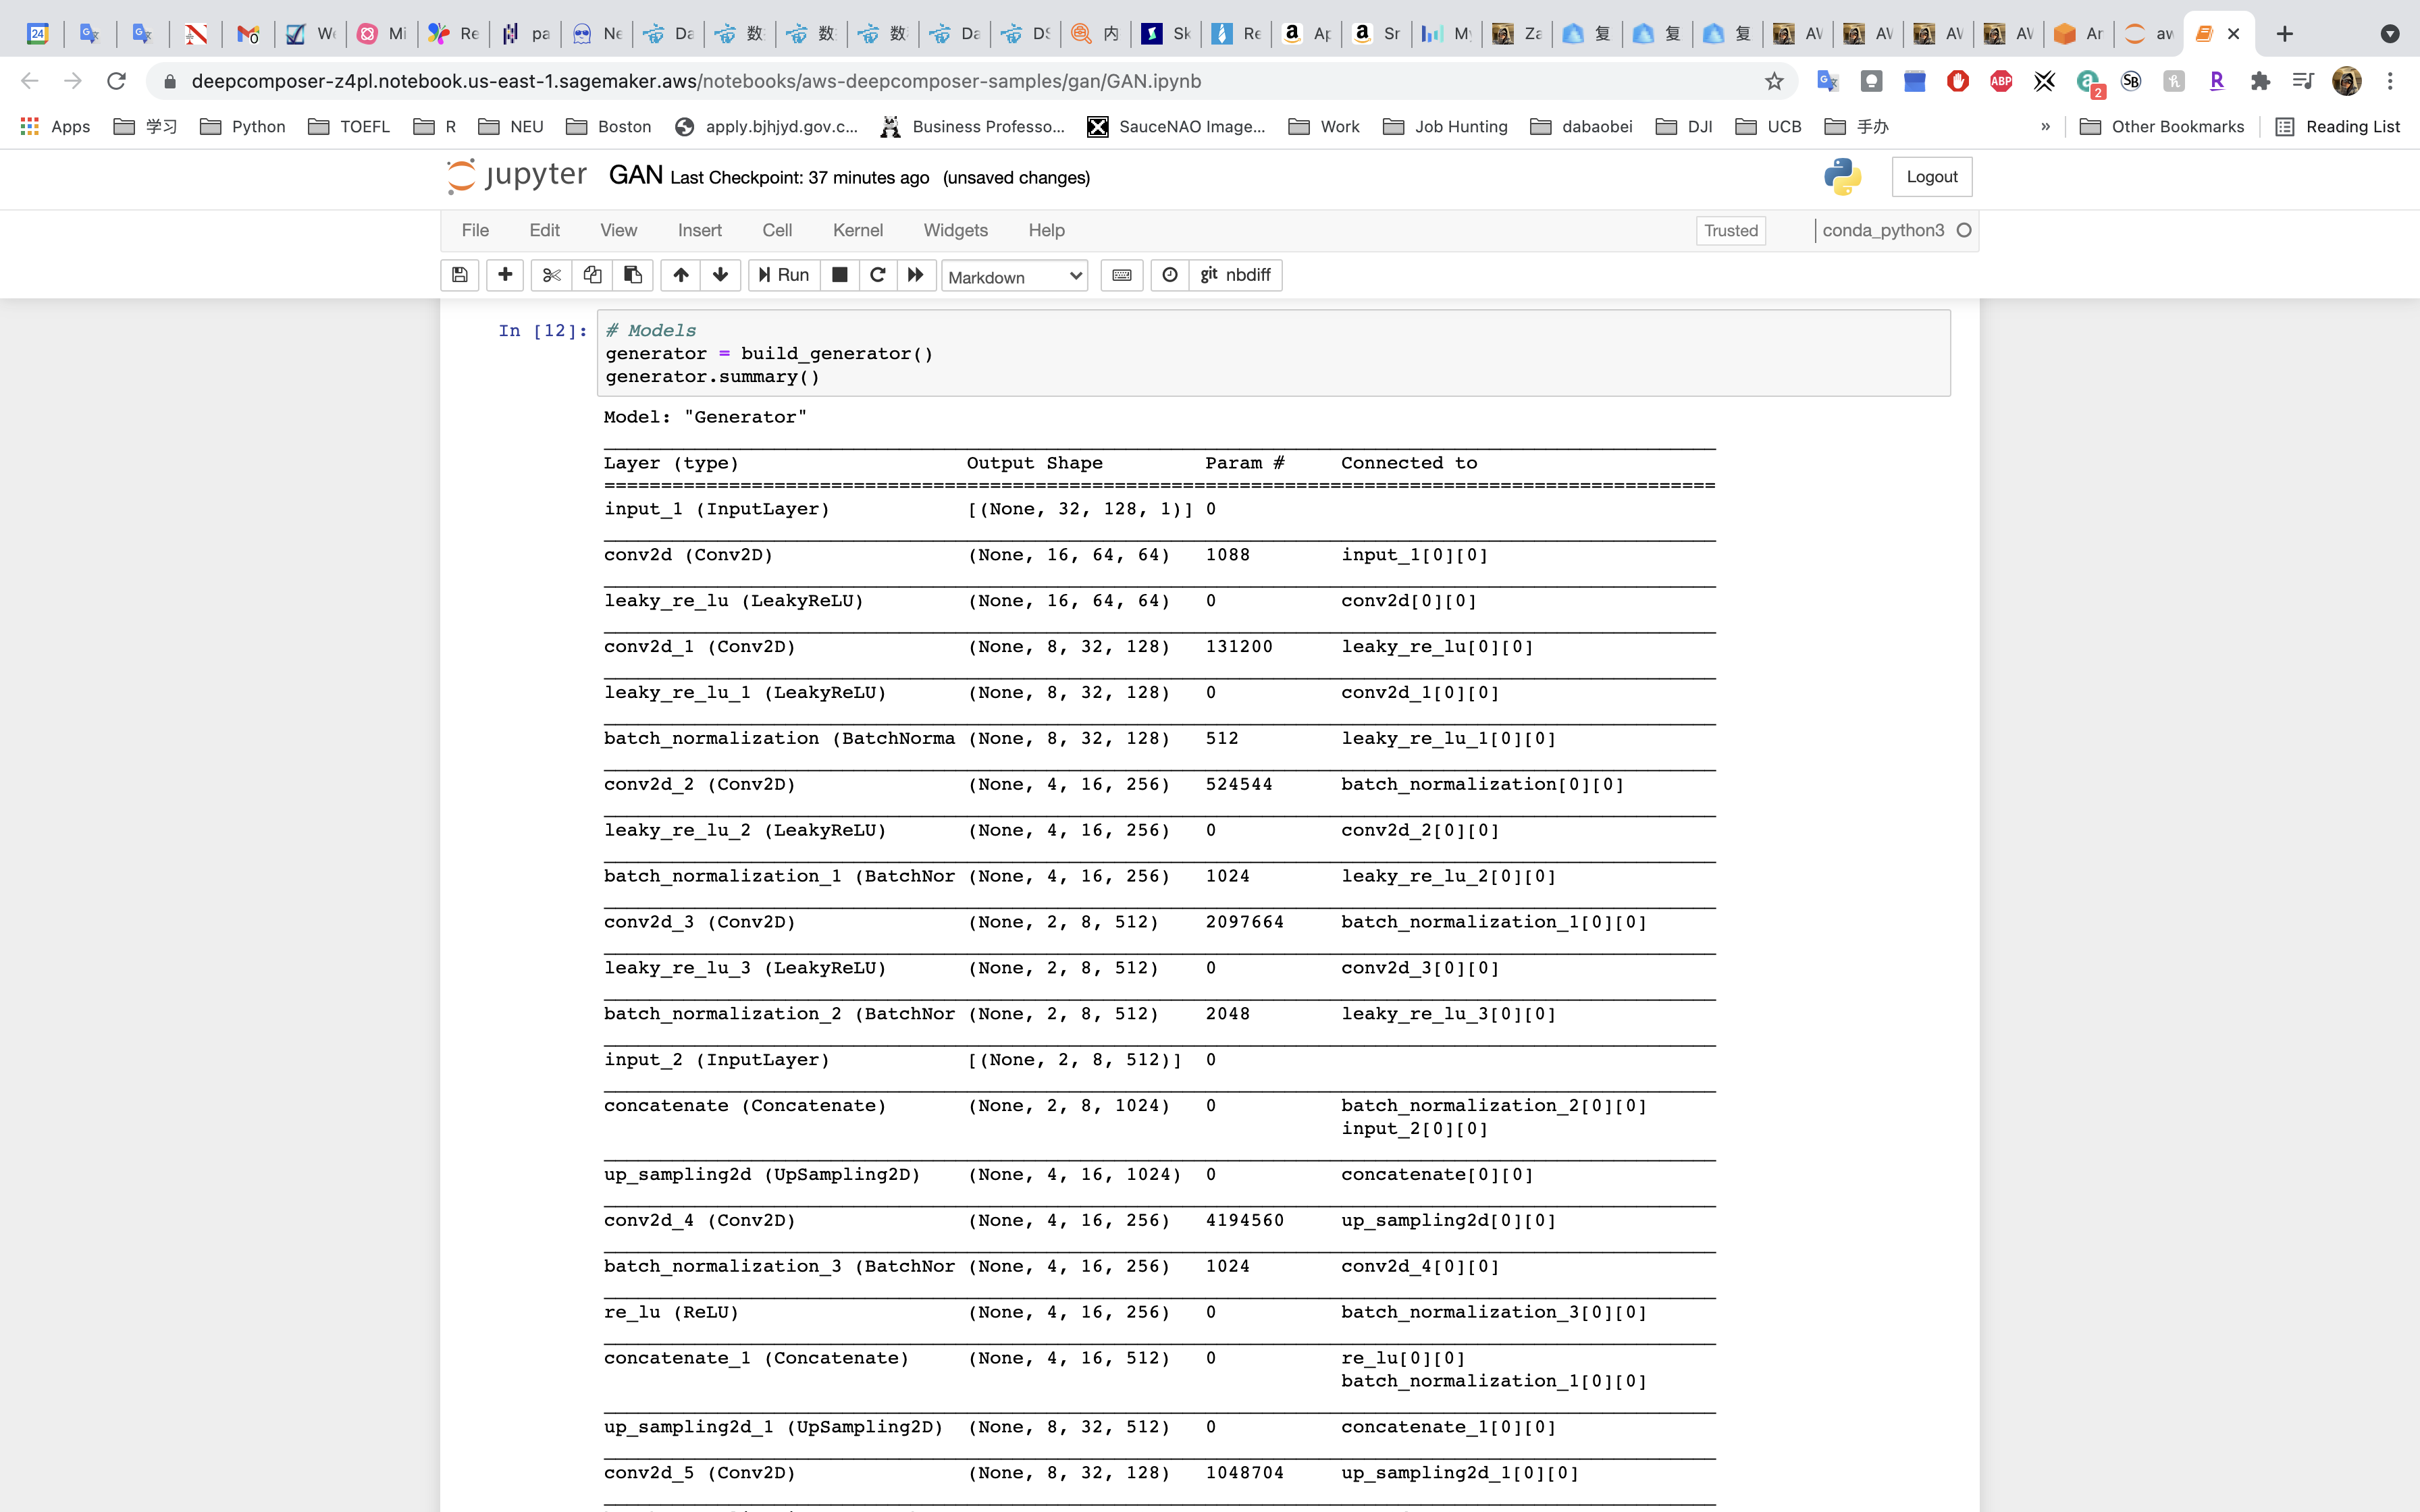 24 W Mi Re pa Ne Da 数 数 数 Da DS 内 Sk Re Ap Sr M Za 复 复 复 AV AV AV AV Ar aw
deepcomposer-z4pl.notebook.us-east-1.sagemaker.aws/notebooks/aws-deepcomposer-samples/gan/GAN.ipynb
Apps 学习 Python TOEFL R NEU Boston apply.bjhjyd.gov.c... Business Professo... SauceNAO Image... Work Job Hunting dabaobei DJI UCB 手办 » Other Bookmarks Reading List
jupyter GAN Last Checkpoint: 37 minutes ago (unsaved changes) Logout
File Edit View Insert Cell Kernel Widgets Help Trusted conda_python3
Run Markdown git nbdiff
In [12]: # Models
generator = build_generator()
generator.summary()
Model: "Generator"
Layer (type) Output Shape Param # Connected to
input_1 (InputLayer) [(None, 32, 128, 1)] 0
conv2d (Conv2D) (None, 16, 64, 64) 1088 input_1[0][0]
leaky_re_lu (LeakyReLU) (None, 16, 64, 64) 0 conv2d[0][0]
conv2d_1 (Conv2D) (None, 8, 32, 128) 131200 leaky_re_lu[0][0]
leaky_re_lu_1 (LeakyReLU) (None, 8, 32, 128) 0 conv2d_1[0][0]
batch_normalization (BatchNorma (None, 8, 32, 128) 512 leaky_re_lu_1[0][0]
conv2d_2 (Conv2D) (None, 4, 16, 256) 524544 batch_normalization[0][0]
leaky_re_lu_2 (LeakyReLU) (None, 4, 16, 256) 0 conv2d_2[0][0]
batch_normalization_1 (BatchNor (None, 4, 16, 256) 1024 leaky_re_lu_2[0][0]
conv2d_3 (Conv2D) (None, 2, 8, 512) 2097664 batch_normalization_1[0][0]
leaky_re_lu_3 (LeakyReLU) (None, 2, 8, 512) 0 conv2d_3[0][0]
batch_normalization_2 (BatchNor (None, 2, 8, 512) 2048 leaky_re_lu_3[0][0]
input_2 (InputLayer) [(None, 2, 8, 512)] 0
concatenate (Concatenate) (None, 2, 8, 1024) 0 batch_normalization_2[0][0]
input_2[0][0]
up_sampling2d (UpSampling2D) (None, 4, 16, 1024) 0 concatenate[0][0]
conv2d_4 (Conv2D) (None, 4, 16, 256) 4194560 up_sampling2d[0][0]
batch_normalization_3 (BatchNor (None, 4, 16, 256) 1024 conv2d_4[0][0]
re_lu (ReLU) (None, 4, 16, 256) 0 batch_normalization_3[0][0]
concatenate_1 (Concatenate) (None, 4, 16, 512) 0 re_lu[0][0]
batch_normalization_1[0][0]
up_sampling2d_1 (UpSampling2D) (None, 8, 32, 512) 0 concatenate_1[0][0]
conv2d_5 (Conv2D) (None, 8, 32, 128) 1048704 up_sampling2d_1[0][0]